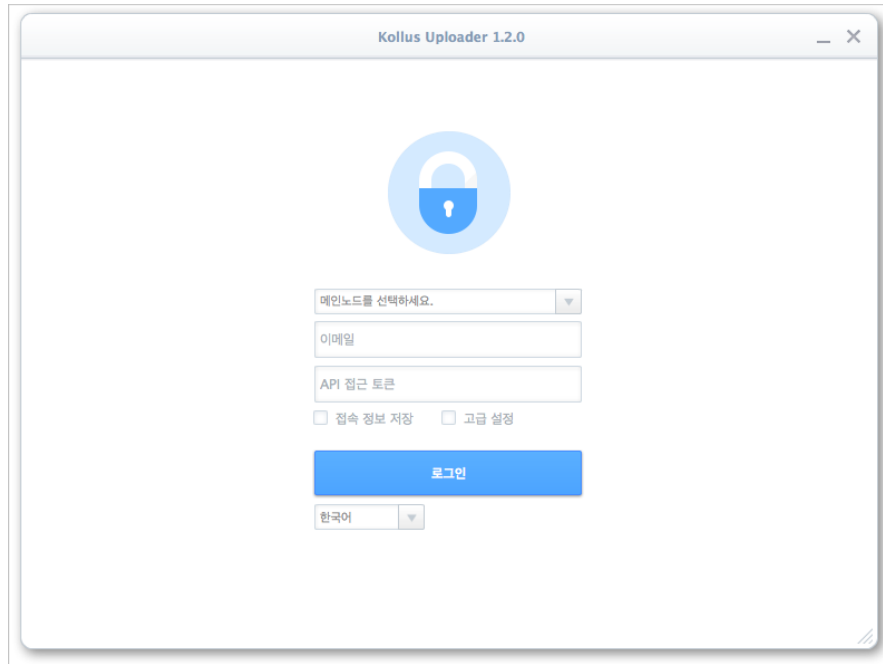 Kollus Uploader 1.2.0
메인노드를 선택하세요.
이메일
API 접근 토큰
접속 정보 저장 고급 설정
로그인
한국어